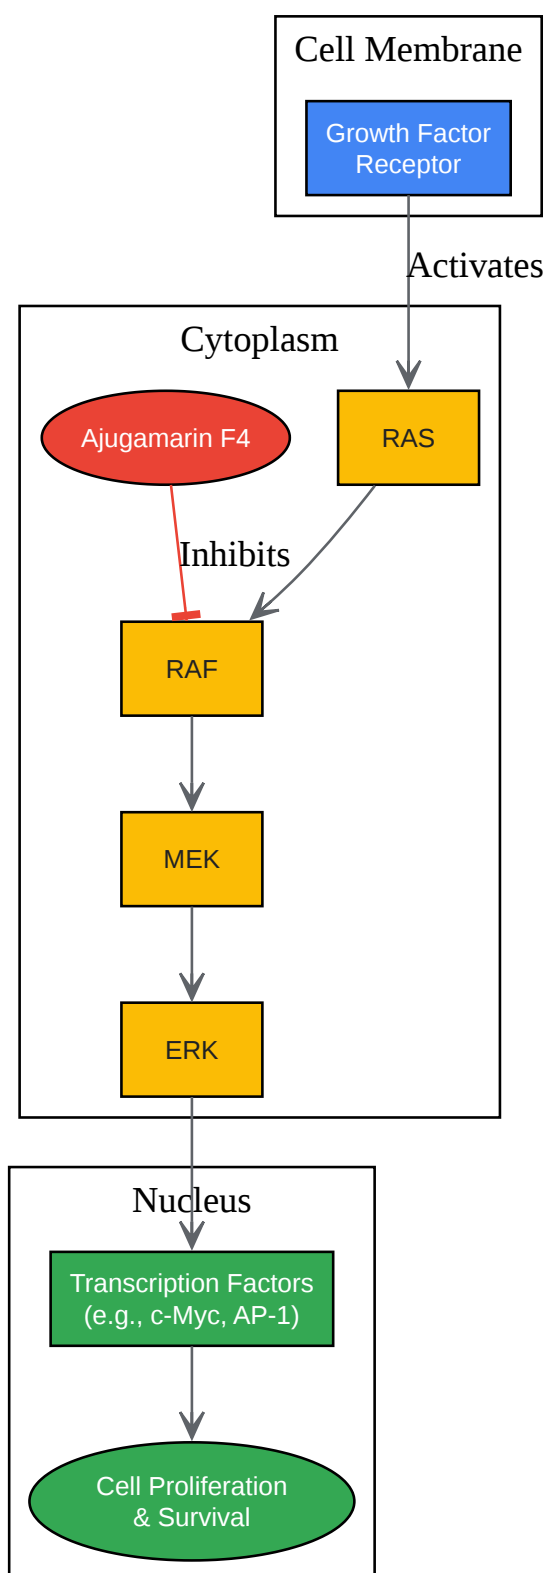 Cell Membrane
Growth Factor
Receptor
Activates
Cytoplasm
Ajugamarin F4
RAS
Inhibits
RAF
MEK
ERK
Nucleus
Transcription Factors
(e.g., c-Myc, AP-1)
Cell Proliferation
& Survival